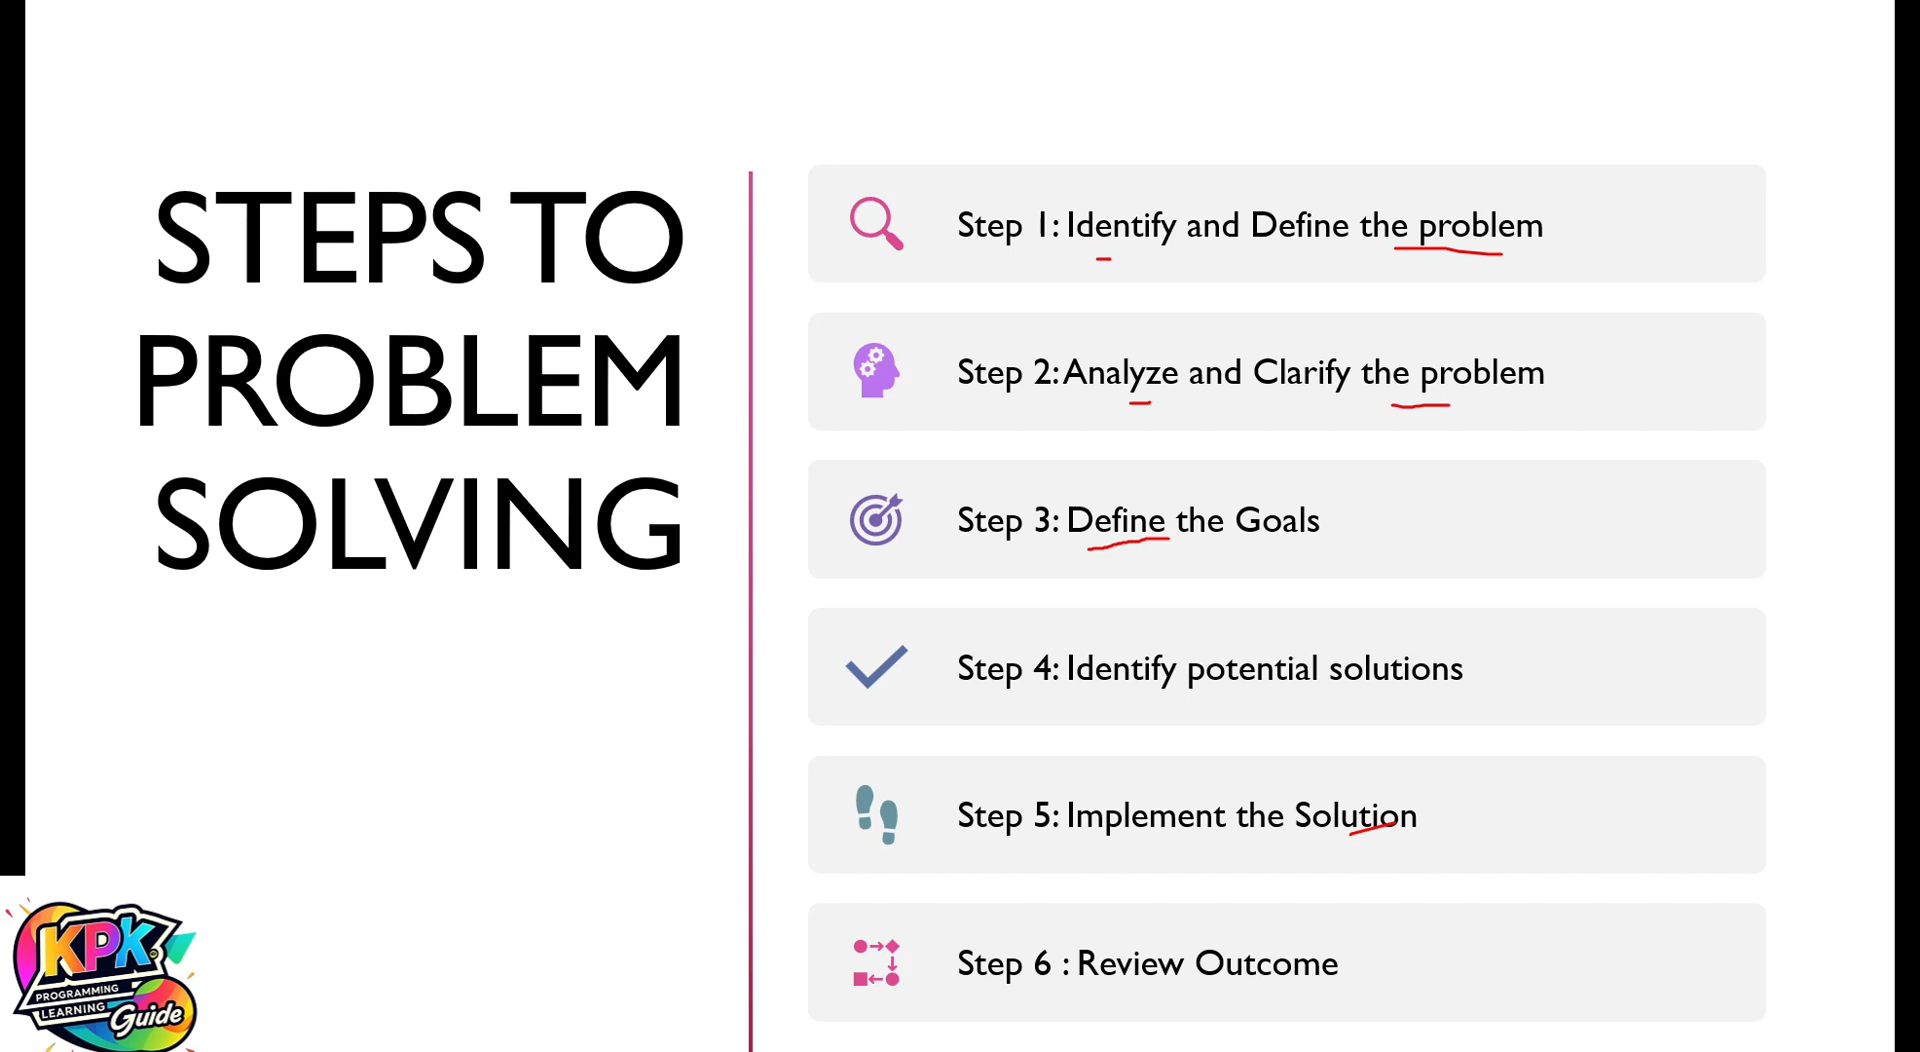 STEPS TO
PROBLEM
SOLVING
Step 1: Identify and Define the problem
Step 2: Analyze and Clarify the problem
Step 3: Define the Goals
Step 4: Identify potential solutions
Step 5: Implement the Solution
Step 6 : Review Outcome
KPK
PROGRAMMING
LEARNING
Guide